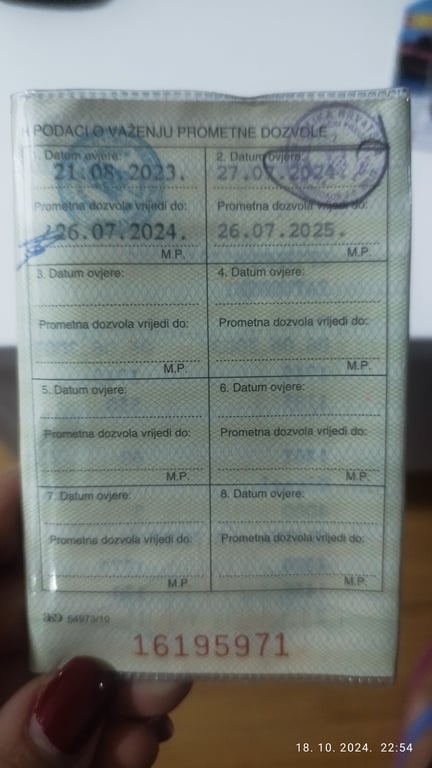 PODACI O VAŽENJU PROMETNE DOZVOLE
1. Datum ovjere: 2. Datum ovjere:
21.08.2023. 27.07.2024.
Prometna dozvola vrijedi do: Prometna dozvola vrijedi do:
26.07.2024. 26.07.2025.
M.P. M.P.
3. Datum ovjere: 4. Datum ovjere:
Prometna dozvola vrijedi do: Prometna dozvola vrijedi do:
M.P. M.P.
5. Datum ovjere: 6. Datum ovjere:
Prometna dozvola vrijedi do: Prometna dozvola vrijedi do:
M.P. M.P.
7. Datum ovjere: 8. Datum ovjere:
Prometna dozvola vrijedi do: Prometna dozvola vrijedi do:
M.P. M.P.
16195971
18. 10. 2024. 22:54